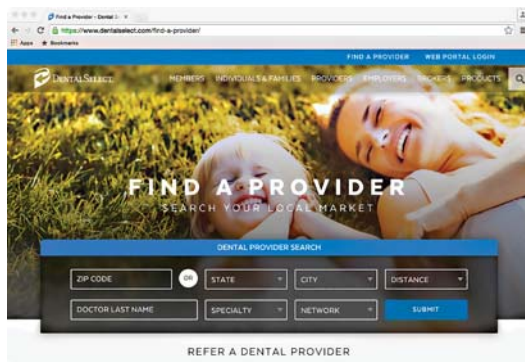 Find a Provider - Dental S
https://www.dentalselect.com/find-a-provider/
Apps Bookmarks
FIND A PROVIDER WEB PORTAL LOGIN
DENTALSELECT MEMBERS INDIVIDUALS & FAMILIES PROVIDERS EMPLOYERS BROKERS PRODUCTS
FIND A PROVIDER
SEARCH YOUR LOCAL MARKET
DENTAL PROVIDER SEARCH
ZIP CODE OR STATE CITY DISTANCE
DOCTOR LAST NAME SPECIALTY NETWORK SUBMIT
REFER A DENTAL PROVIDER